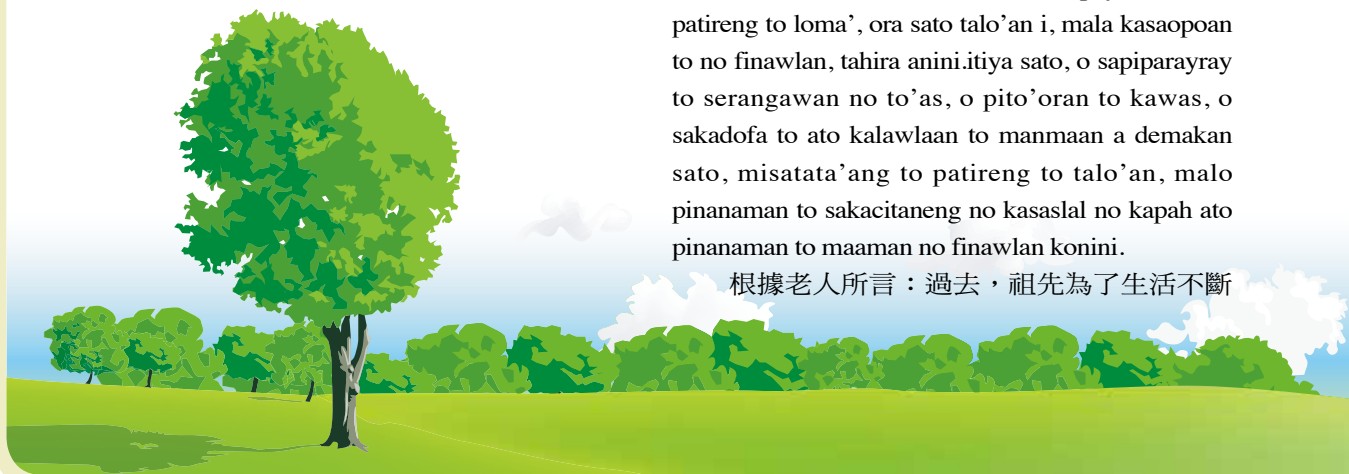 patireng to loma’, ora sato talo’an i, mala kasaopoan
to no finawlan, tahira anini.itiya sato, o sapiparayray
to serangawan no to’as, o pito’oran to kawas, o
sakadofa to ato kalawlaan to manmaan a demakan
sato, misatata’ang to patireng to talo’an, malo
pinanaman to sakacitaneng no kasaslal no kapah ato
pinanaman to maaman no finawlan konini.
根據老人所言：過去，祖先為了生活不斷